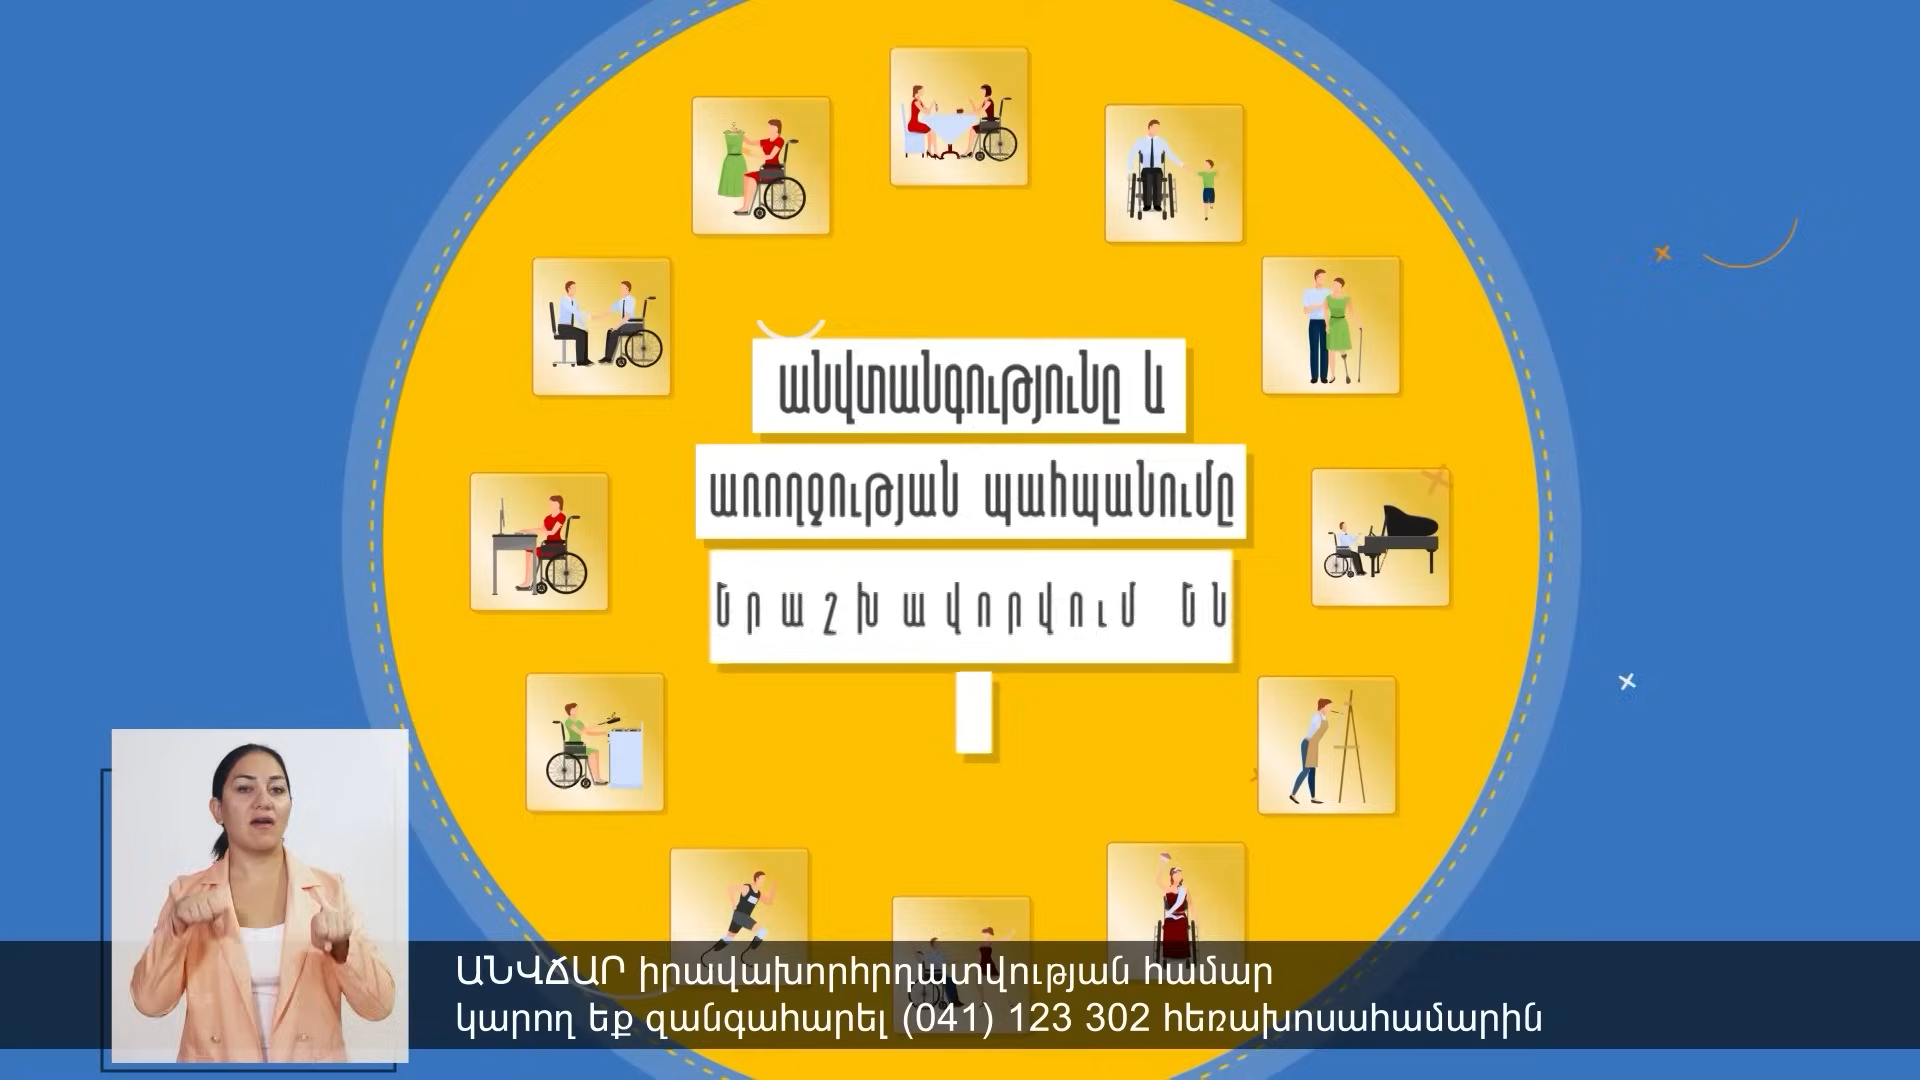 անվտանգությունը և
առողջության պահպանումը
երաշխավորվում են
ԱՆՎՃԱՐ իրավախորհրդատվության համար
կարող եք զանգահարել (041) 123 302 հեռախոսահամարին